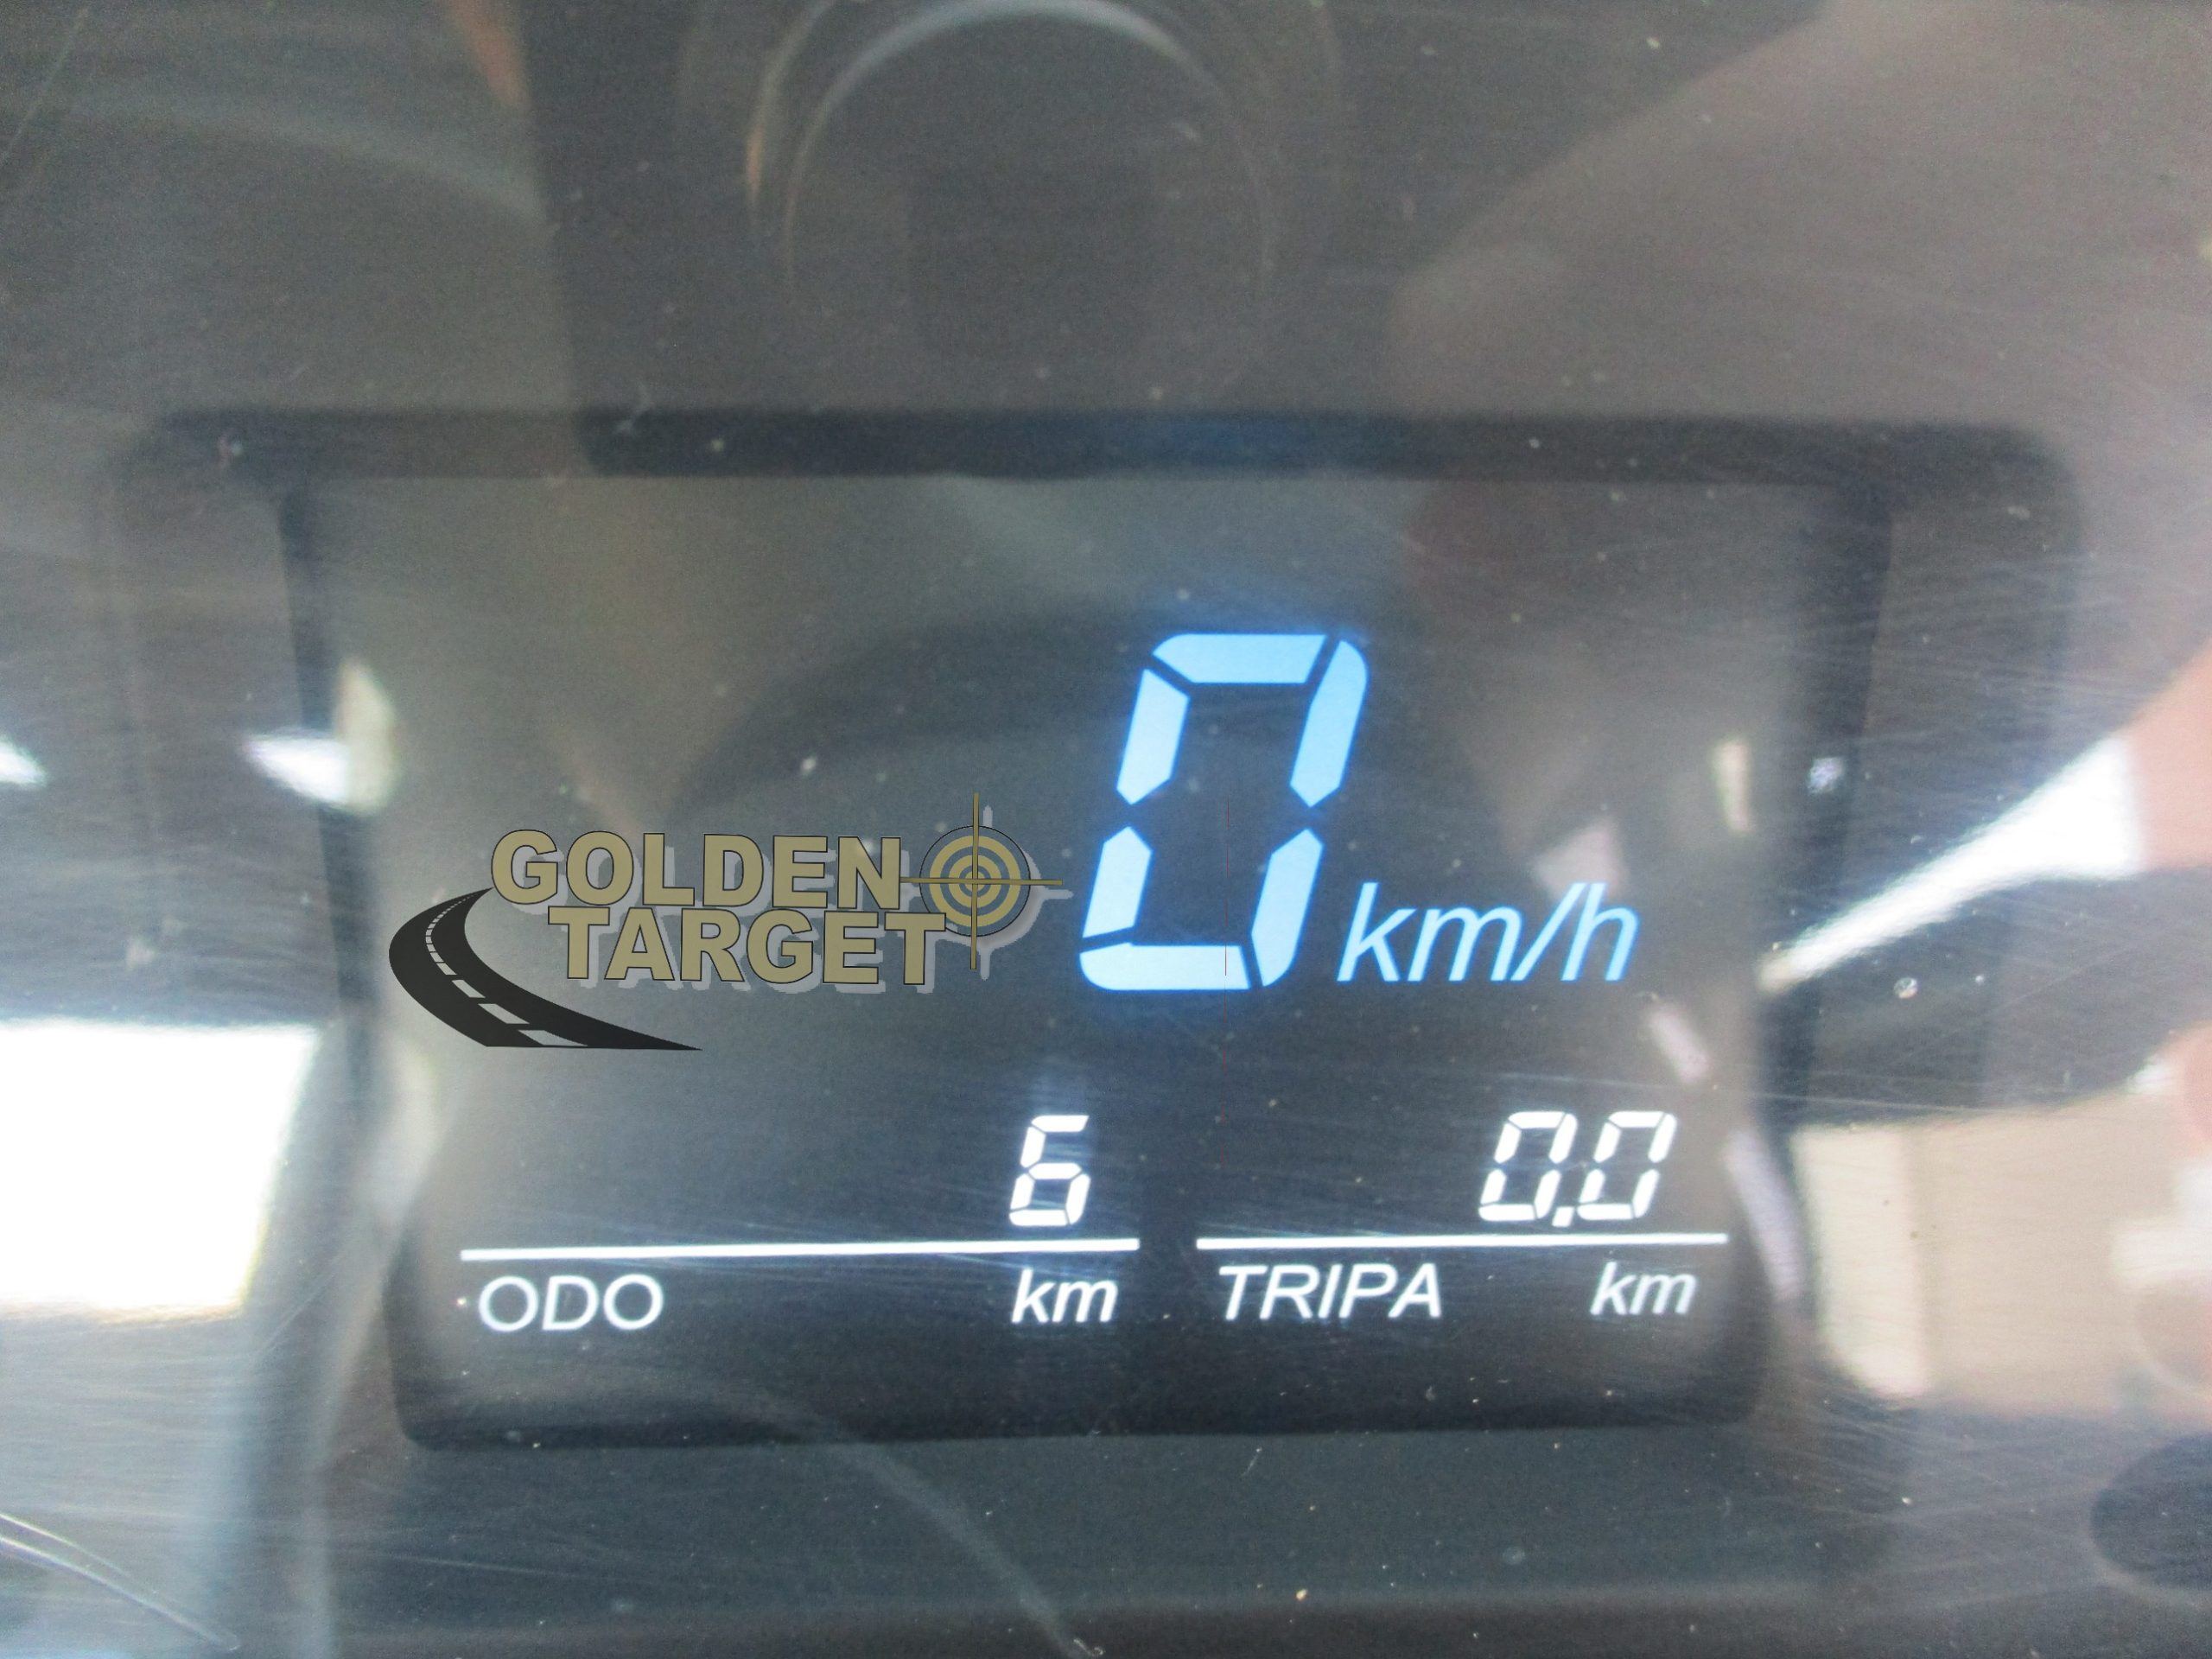 0 km/h
GOLDEN
TARGET
6 0.0
ODO km TRIPA km